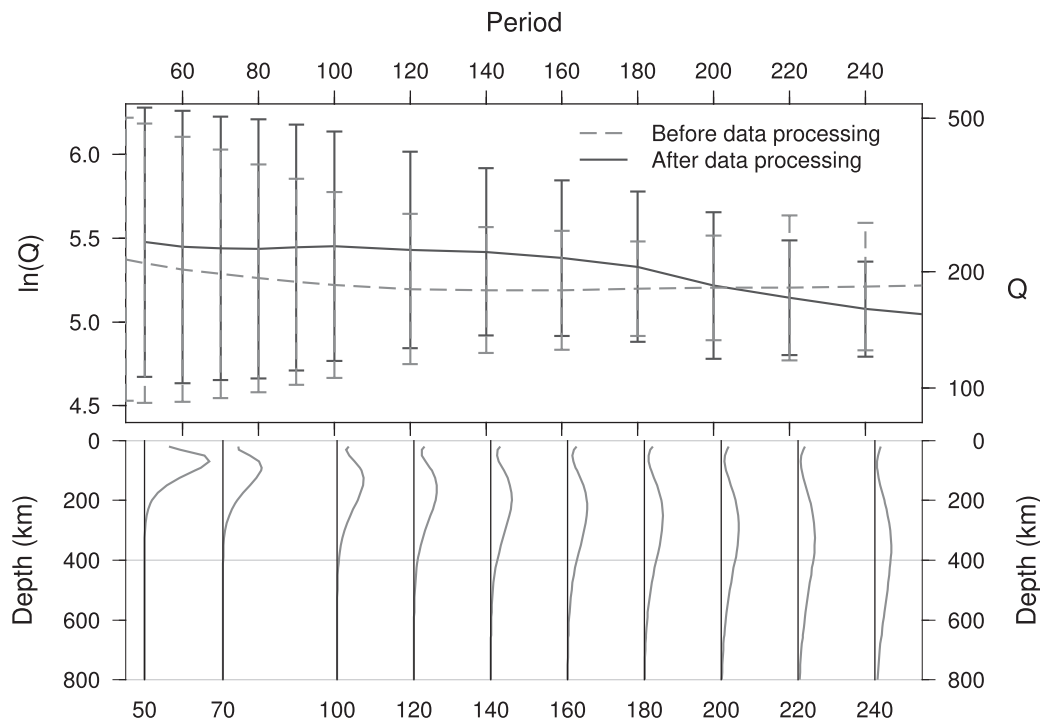 Period
60 80 100 120 140 160 180 200 220 240
Before data processing
After data processing
ln(Q)
6.0
5.5
5.0
4.5
500
200
100
Q
Depth (km)
0
200
400
600
800
0
200
400
600
800
Depth (km)
50 70 100 120 140 160 180 200 220 240